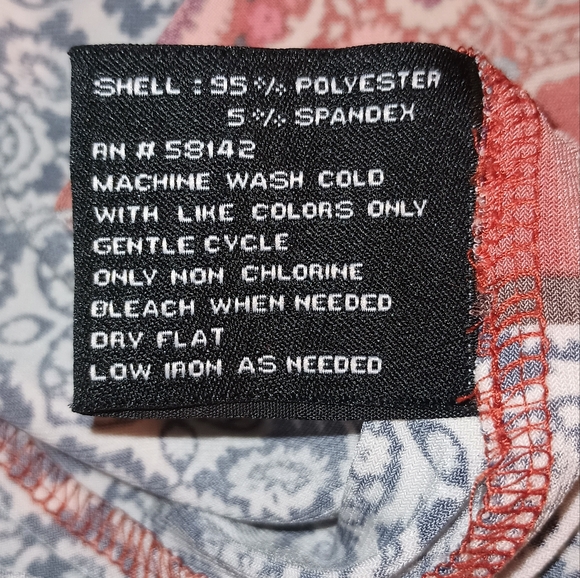 SHELL : 95% POLYESTER
5% SPANDEX
RN # 58142
MACHINE WASH COLD
WITH LIKE COLORS ONLY
GENTLE CYCLE
ONLY NON CHLORINE
BLEACH WHEN NEEDED
DRY FLAT
LOW IRON AS NEEDED